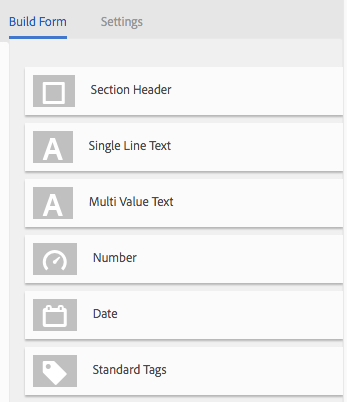 Build Form Settings
Section Header
A Single Line Text
A Multi Value Text
Number
Date
Standard Tags